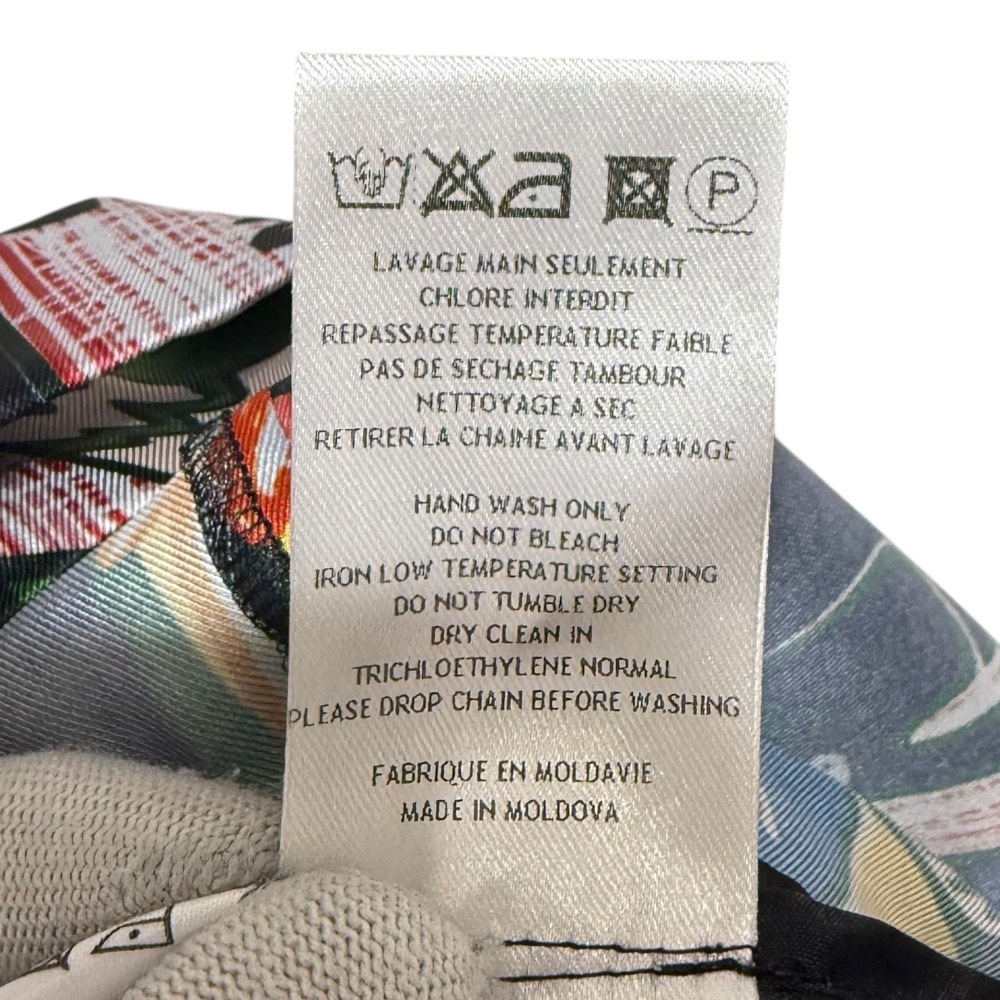 P
LAVAGE MAIN SEULEMENT
CHLORE INTERDIT
REPASSAGE TEMPERATURE FAIBLE
PAS DE SECHAGE TAMBOUR
NETTOYAGE A SEC
RETIRER LA CHAINE AVANT LAVAGE
HAND WASH ONLY
DO NOT BLEACH
IRON LOW TEMPERATURE SETTING
DO NOT TUMBLE DRY
DRY CLEAN IN
TRICHLOETHYLENE NORMAL
PLEASE DROP CHAIN BEFORE WASHING
FABRIQUE EN MOLDAVIE
MADE IN MOLDOVA